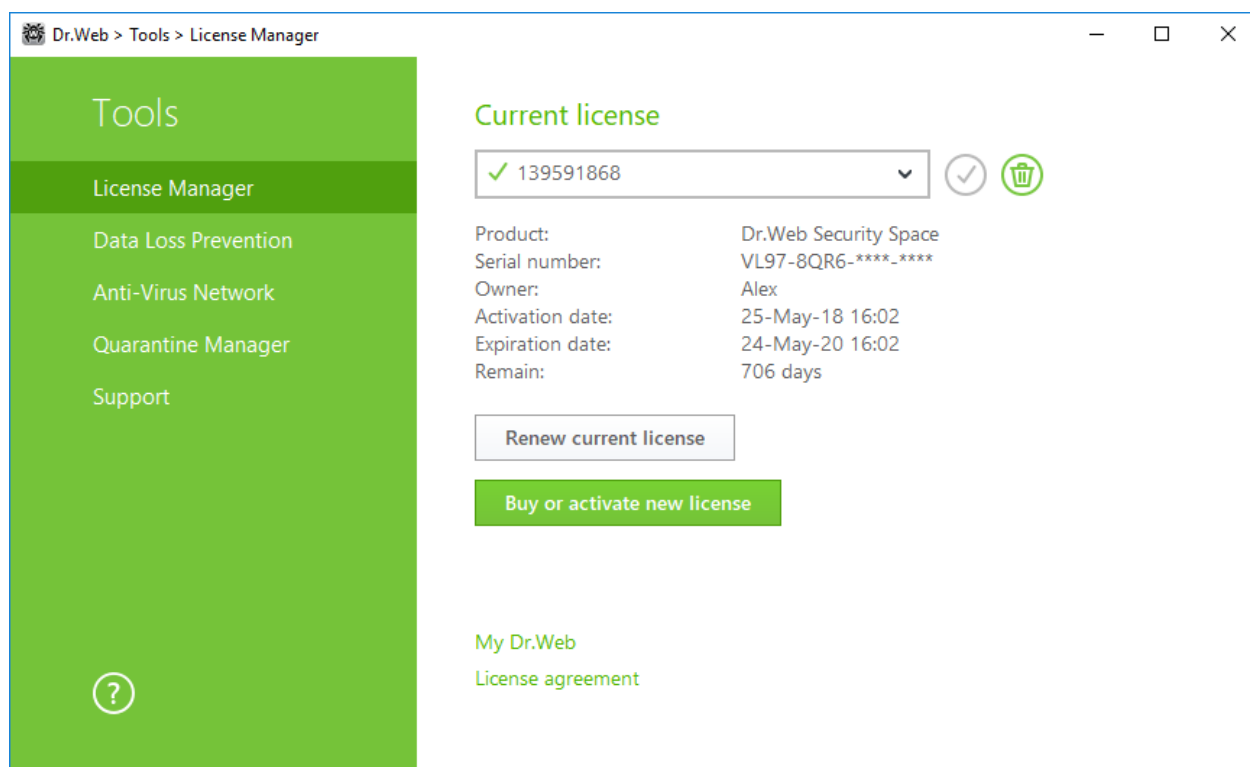 Dr.Web > Tools > License Manager
Tools
License Manager
Data Loss Prevention
Anti-Virus Network
Quarantine Manager
Support
?
Current license
139591868
Product: Dr.Web Security Space
Serial number: VL97-8QR6-****-****
Owner: Alex
Activation date: 25-May-18 16:02
Expiration date: 24-May-20 16:02
Remain: 706 days
Renew current license
Buy or activate new license
My Dr.Web
License agreement